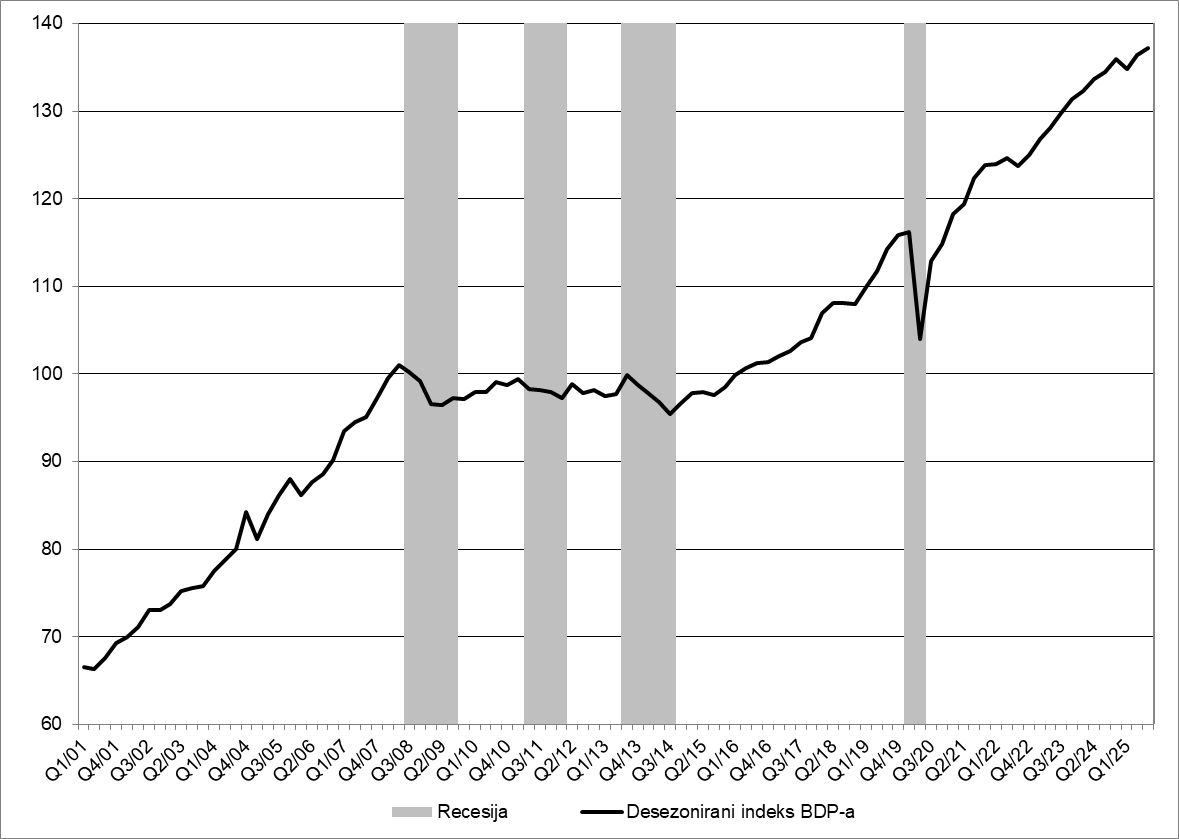 140
130
120
110
100
90
80
70
60
Q1/01
Q4/01
Q3/02
Q2/03
Q1/04
Q4/04
Q3/05
Q2/06
Q1/07
Q4/07
Q3/08
Q2/09
Q1/10
Q4/10
Q3/11
Q2/12
Q1/13
Q4/13
Q3/14
Q2/15
Q1/16
Q4/16
Q3/17
Q2/18
Q1/19
Q4/19
Q3/20
Q2/21
Q1/22
Q4/22
Q3/23
Q2/24
Q1/25
Recesija
Desezonirani indeks BDP-a